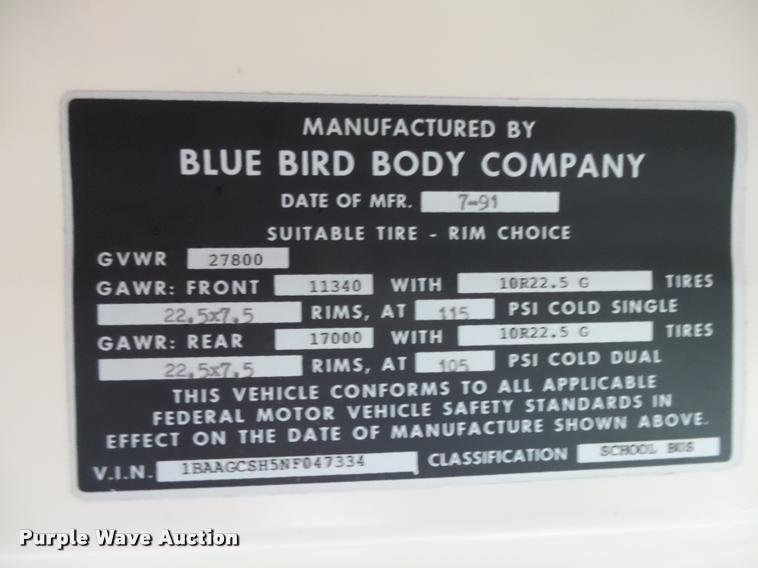 MANUFACTURED BY
BLUE BIRD BODY COMPANY
DATE OF MFR. 7-91
SUITABLE TIRE - RIM CHOICE
GVWR 27800
GAWR: FRONT 11340 WITH 10R22.5 G TIRES
22.5x7.5 RIMS, AT 115 PSI COLD SINGLE
GAWR: REAR 17000 WITH 10R22.5 G TIRES
22.5x7.5 RIMS, AT 105 PSI COLD DUAL
THIS VEHICLE CONFORMS TO ALL APPLICABLE
FEDERAL MOTOR VEHICLE SAFETY STANDARDS IN
EFFECT ON THE DATE OF MANUFACTURE SHOWN ABOVE.
V.I.N. 1BAAGCSH5NF047334 CLASSIFICATION SCHOOL BUS
Purple Wave Auction